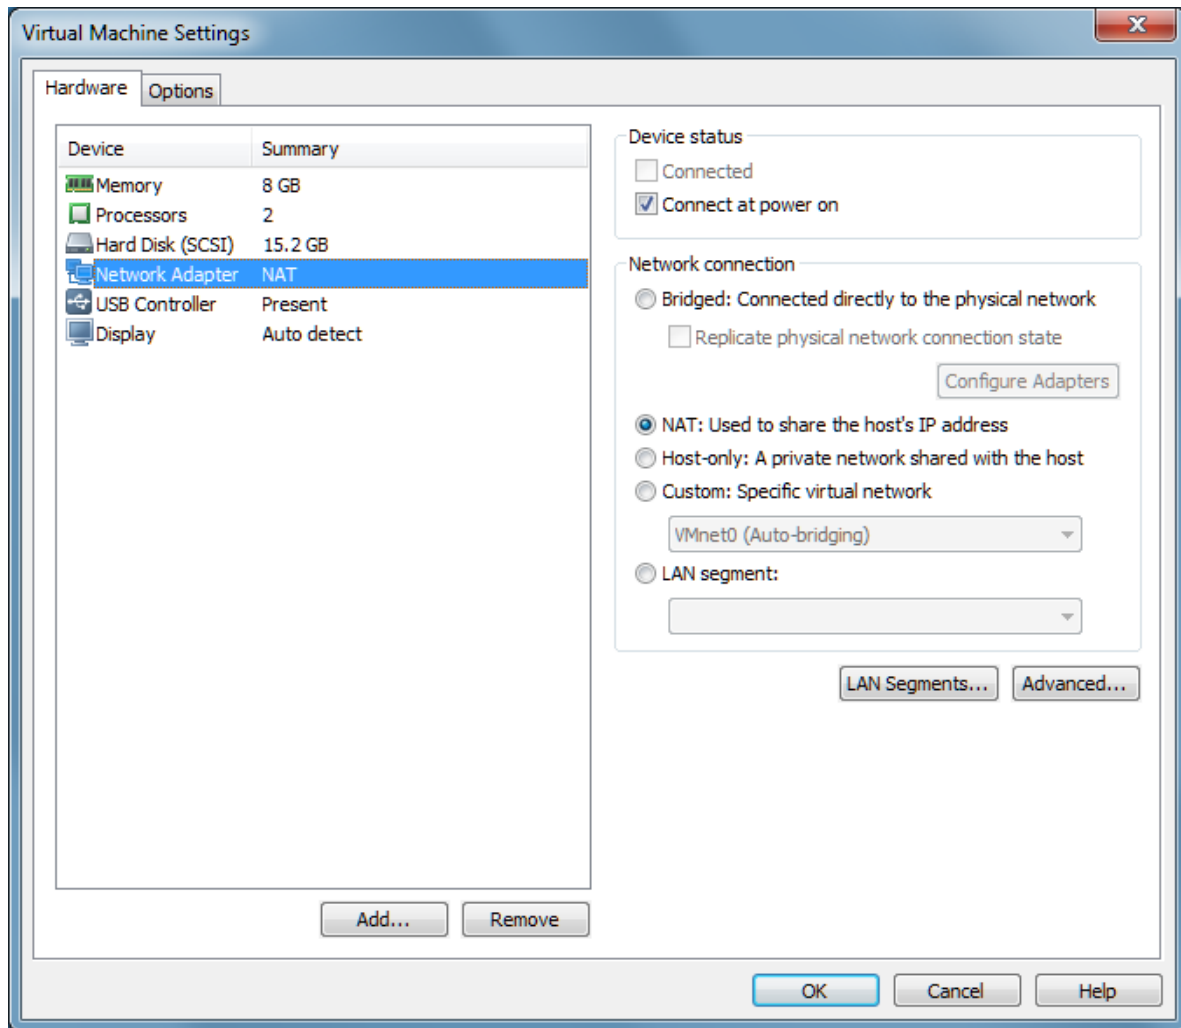 Virtual Machine Settings
Hardware
Options
Device Summary
Memory 8 GB
Processors 2
Hard Disk (SCSI) 15.2 GB
Network Adapter NAT
USB Controller Present
Display Auto detect
Add...
Remove
Device status
Connected
Connect at power on
Network connection
Bridged: Connected directly to the physical network
Replicate physical network connection state
Configure Adapters
NAT: Used to share the host's IP address
Host-only: A private network shared with the host
Custom: Specific virtual network
VMnet0 (Auto-bridging)
LAN segment:
LAN Segments...
Advanced...
OK
Cancel
Help